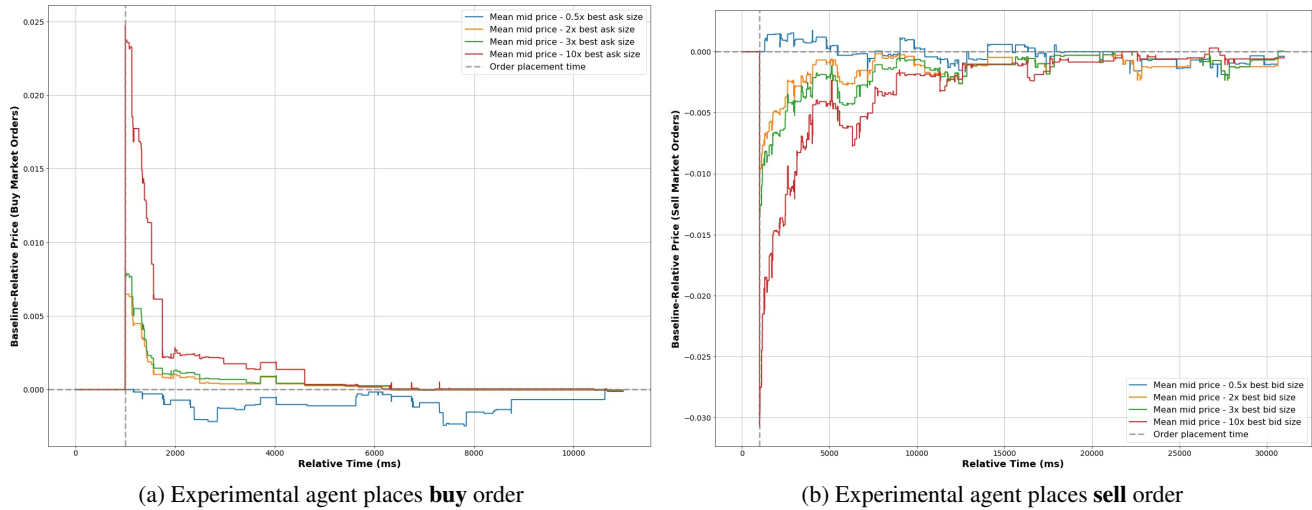 Baseline-Relative Price (Buy Market Orders)
0.025
0.020
0.015
0.010
0.005
0.000
Mean mid price - 0.5x best ask size
Mean mid price - 2x best ask size
Mean mid price - 3x best ask size
Mean mid price - 10x best ask size
Order placement time
0
2000
4000
6000
8000
10000
Relative Time (ms)
(a) Experimental agent places buy order
Baseline-Relative Price (Sell Market Orders)
0.000
−0.005
−0.010
−0.015
−0.020
−0.025
−0.030
Mean mid price - 0.5x best bid size
Mean mid price - 2x best bid size
Mean mid price - 3x best bid size
Mean mid price - 10x best bid size
Order placement time
0
5000
10000
15000
20000
25000
30000
Relative Time (ms)
(b) Experimental agent places sell order